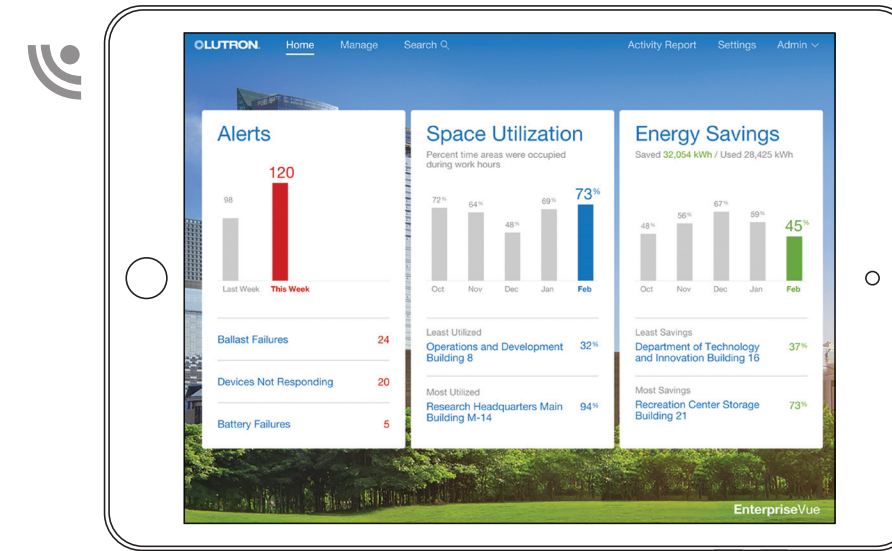 LUTRON. Home Manage Search Activity Report Settings Admin
Alerts
120
98
Last Week This Week
Ballast Failures 24
Devices Not Responding 20
Battery Failures 5
Space Utilization
Percent time areas were occupied
during work hours
72% 64% 48% 69% 73%
Oct Nov Dec Jan Feb
Least Utilized
Operations and Development 32%
Building 8
Most Utilized
Research Headquarters Main 94%
Building M-14
Energy Savings
Saved 32,054 kWh / Used 28,425 kWh
48% 56% 67% 59% 45%
Oct Nov Dec Jan Feb
Least Savings
Department of Technology 37%
and Innovation Building 16
Most Savings
Recreation Center Storage 73%
Building 21
EnterpriseVue